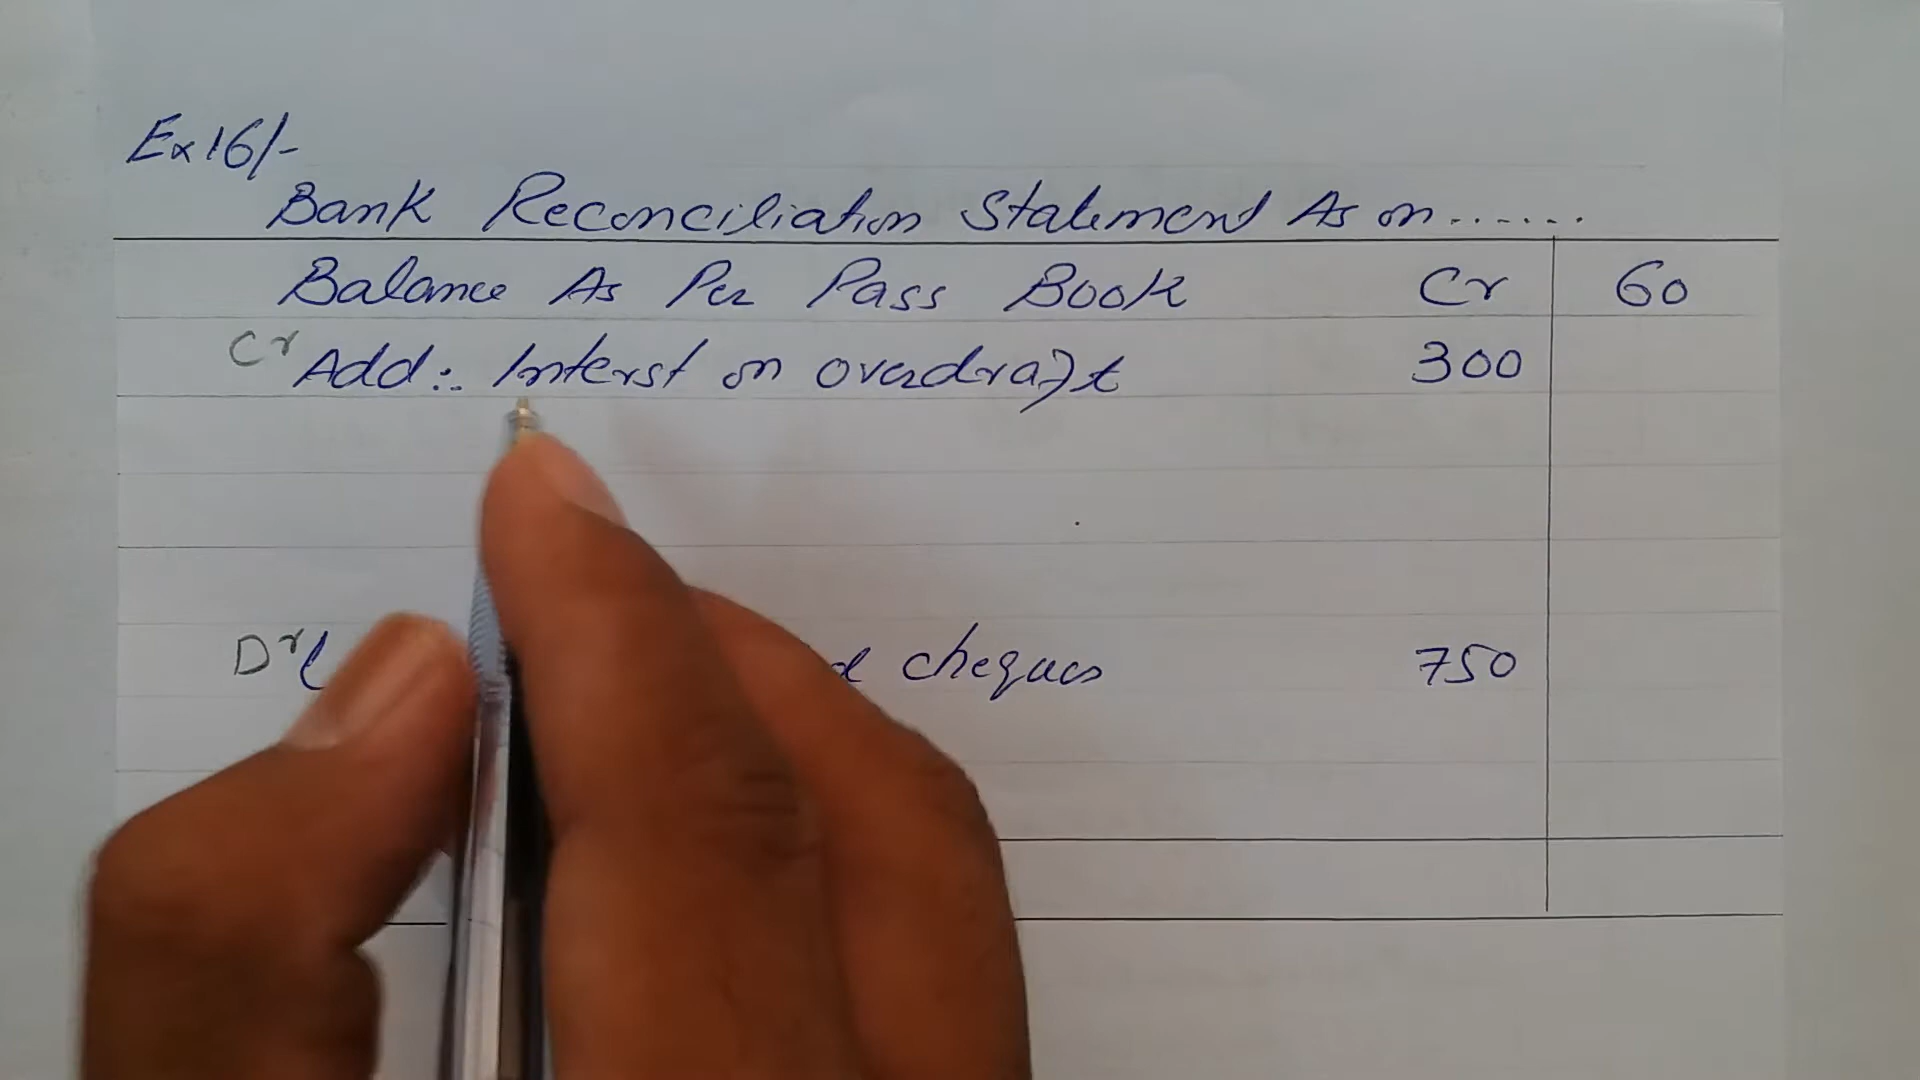 Ex 16/-
Bank Reconciliation Statement As on.......
Balance As Per Pass Book Cr 60
Cr Add:- Interst on overdraft 300
Dr cheques 750